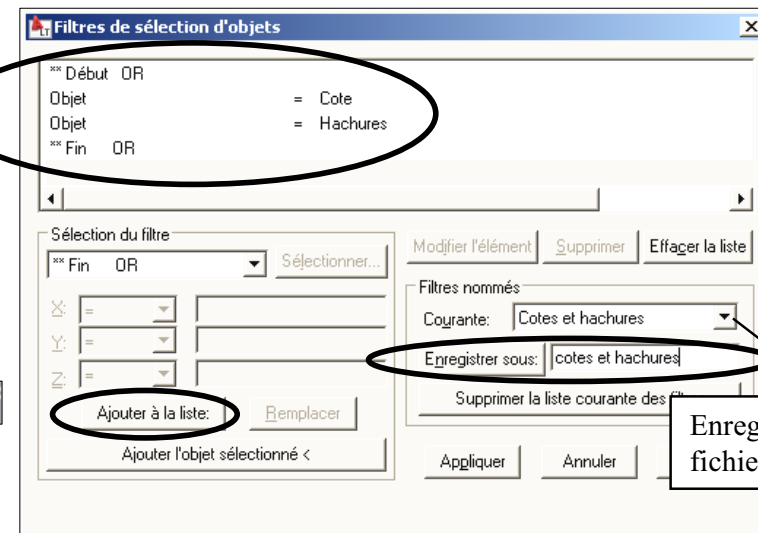 LT Filtres de sélection d'objets
** Début OR
Objet = Cote
Objet = Hachures
** Fin OR
Sélection du filtre
** Fin OR
Sélectionner...
X: =
Y: =
Z: =
Ajouter à la liste:
Remplacer
Ajouter l'objet sélectionné <
Modifier l'élément
Supprimer
Effacer la liste
Filtres nommés
Courante: Cotes et hachures
Enregistrer sous: cotes et hachures
Supprimer la liste courante des
Appliquer
Annuler
Enreg
fichie